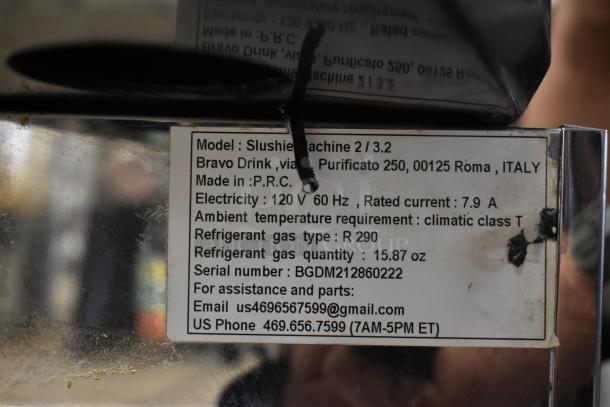 Model : Slushie Machine 2 / 3.2
Bravo Drink ,via Purificato 250, 00125 Roma , ITALY
Made in :P.R.C.
Electricity : 120 V 60 Hz , Rated current : 7.9 A
Ambient temperature requirement : climatic class T
Refrigerant gas type : R 290
Refrigerant gas quantity : 15.87 oz
Serial number : BGDM212860222
For assistance and parts:
Email us4696567599@gmail.com
US Phone 469.656.7599 (7AM-5PM ET)